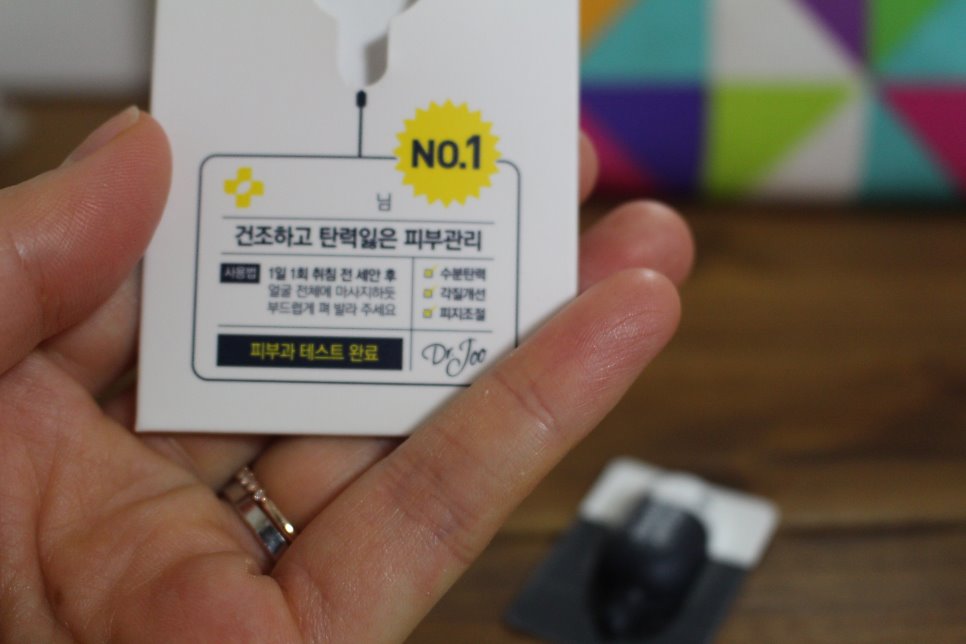 NO.1
님
건조하고 탄력잃은 피부관리
사용법
1일 1회 취침 전 세안 후
얼굴 전체에 마사지하듯
부드럽게 펴 발라 주세요
수분탄력
각질개선
피지조절
피부과 테스트 완료
Dr.Joo